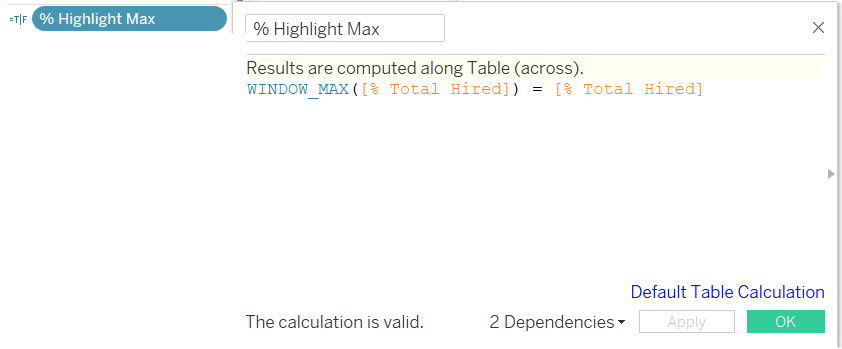 =T|F % Highlight Max
% Highlight Max
Results are computed along Table (across).
WINDOW_MAX([% Total Hired]) = [% Total Hired]
Default Table Calculation
The calculation is valid. 2 Dependencies Apply OK